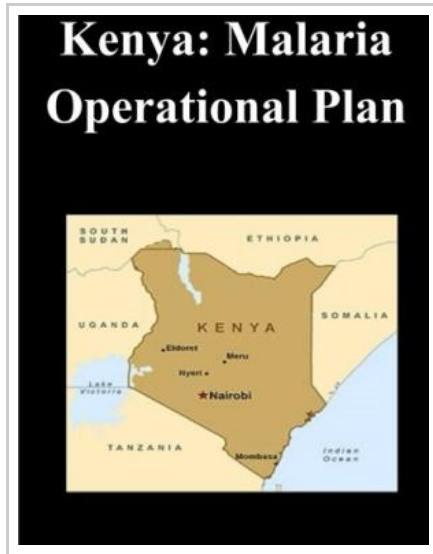 Kenya: Malaria
Operational Plan
SOUTH
SUDAN
ETHIOPIA
UGANDA
SOMALIA
KENYA
Eldoret
Meru
Nyeri
Nairobi
Lake
Victoria
TANZANIA
Mombasa
Indian
Ocean